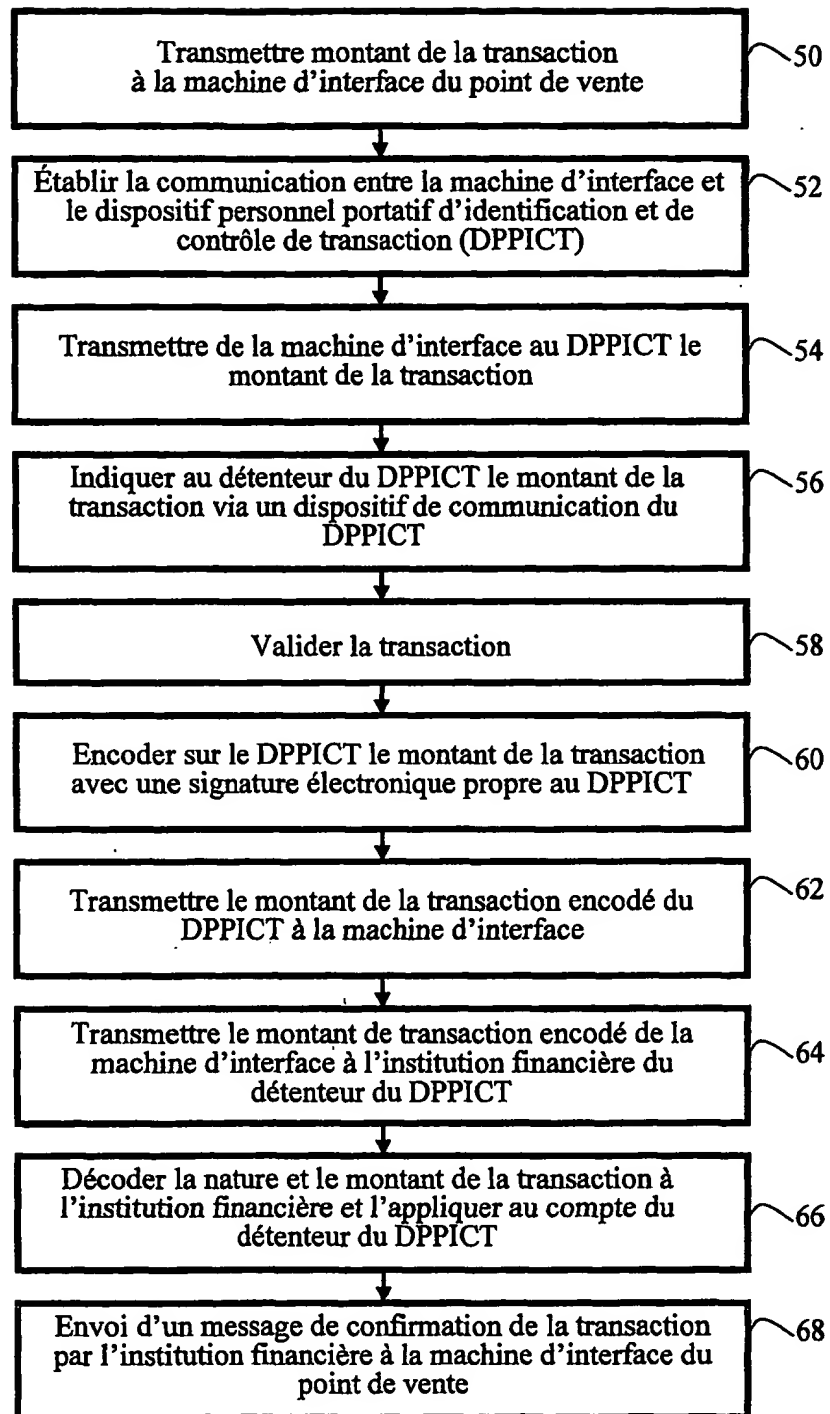 Transmettre montant de la transaction
à la machine d'interface du point de vente
50
Établir la communication entre la machine d'interface et
le dispositif personnel portatif d'identification et de
contrôle de transaction (DPPICT)
52
Transmettre de la machine d'interface au DPPICT le
montant de la transaction
54
Indiquer au détenteur du DPPICT le montant de la
transaction via un dispositif de communication du
DPPICT
56
Valider la transaction
58
Encoder sur le DPPICT le montant de la transaction
avec une signature électronique propre au DPPICT
60
Transmettre le montant de la transaction encodé du
DPPICT à la machine d'interface
62
Transmettre le montant de transaction encodé de la
machine d'interface à l'institution financière du
détenteur du DPPICT
64
Décoder la nature et le montant de la transaction à
l'institution financière et l'appliquer au compte du
détenteur du DPPICT
66
Envoi d'un message de confirmation de la transaction
par l'institution financière à la machine d'interface du
point de vente
68